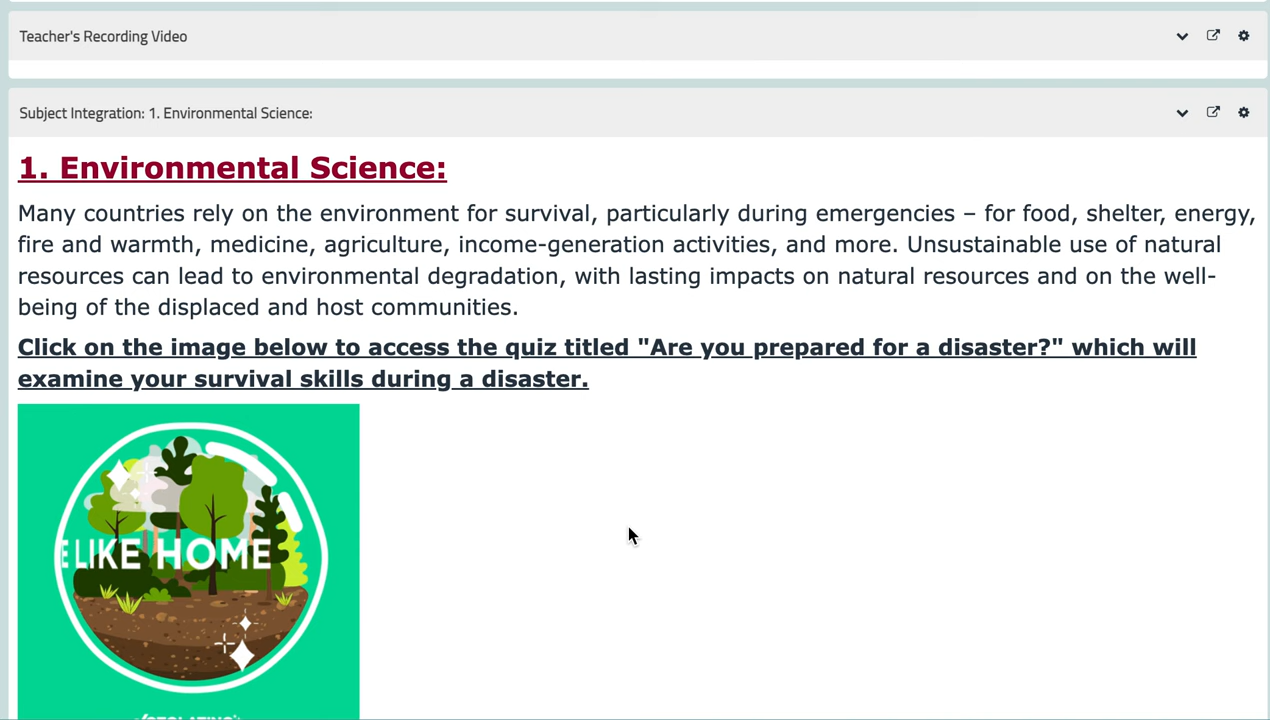 Teacher's Recording Video
Subject Integration: 1. Environmental Science:
1. Environmental Science:
Many countries rely on the environment for survival, particularly during emergencies – for food, shelter, energy,
fire and warmth, medicine, agriculture, income-generation activities, and more. Unsustainable use of natural
resources can lead to environmental degradation, with lasting impacts on natural resources and on the well-
being of the displaced and host communities.
Click on the image below to access the quiz titled "Are you prepared for a disaster?" which will
examine your survival skills during a disaster.
LIKE HOME